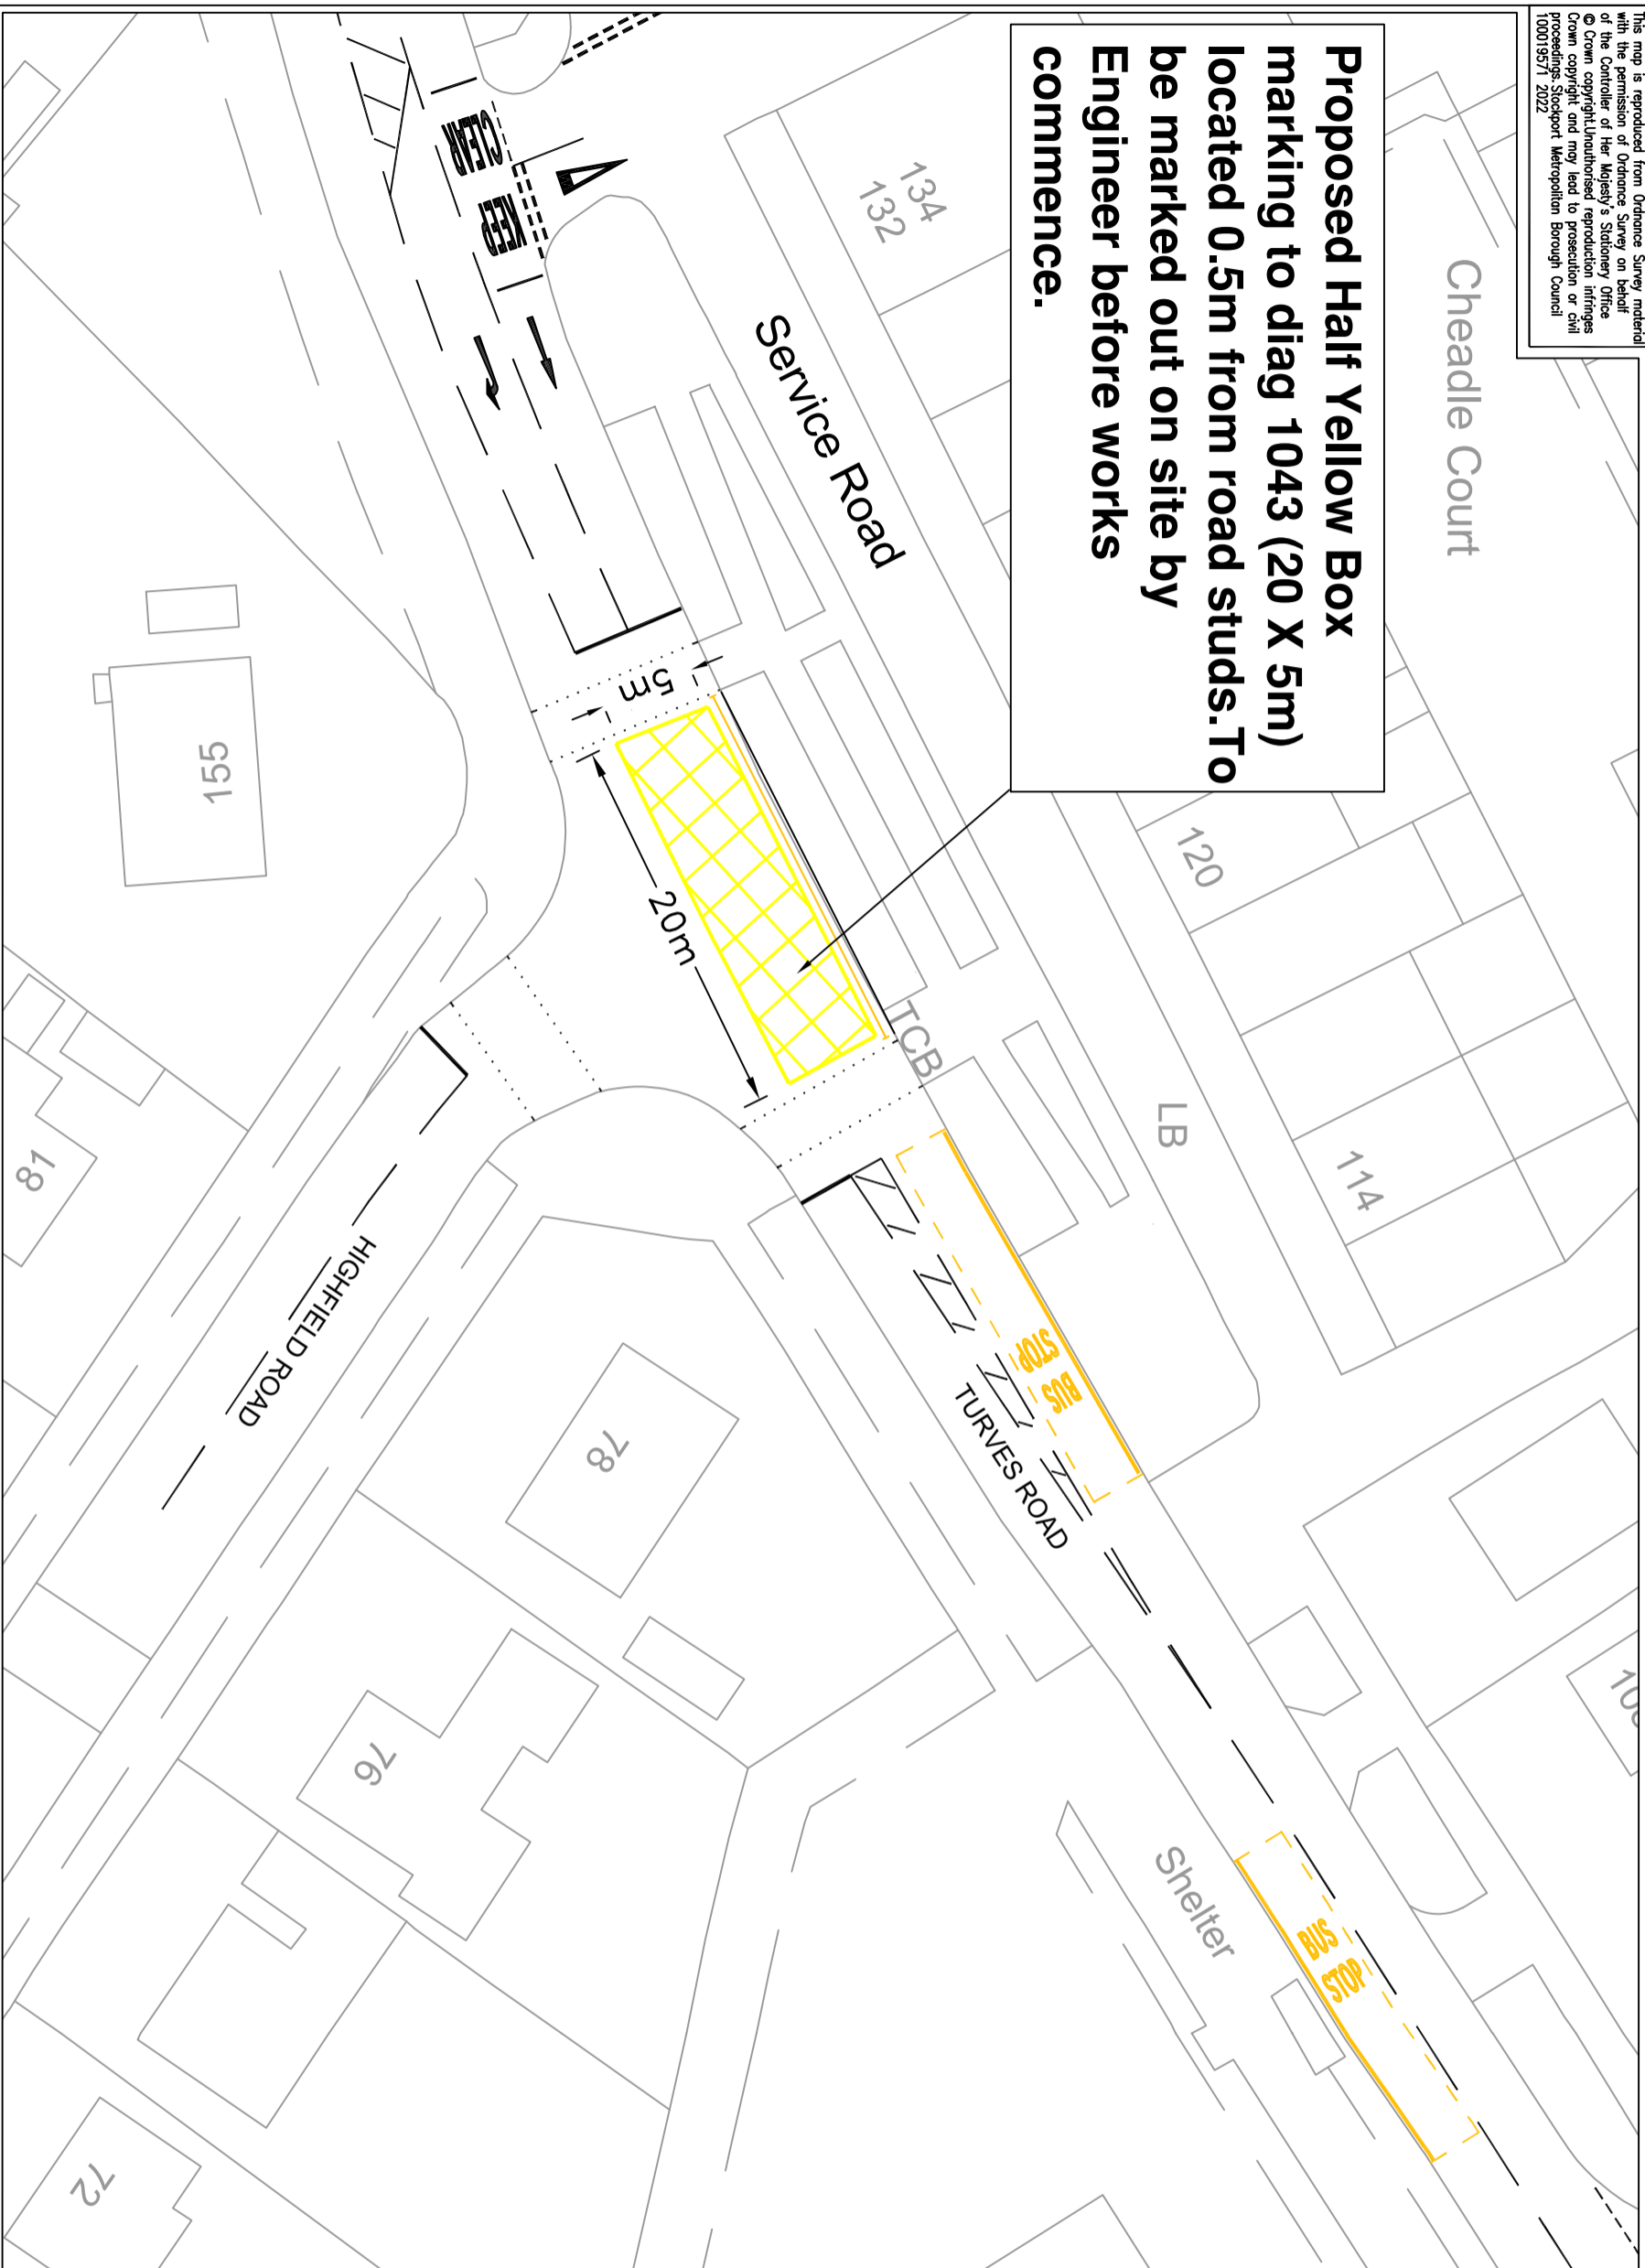 This map is reproduced from Ordnance Survey material
with the permission of Ordnance Survey on behalf
of the Controller of Her Majesty's Stationery Office
© Crown copyright.Unauthorised reproduction infringes
Crown copyright and may lead to prosecution or civil
proceedings. Stockport Metropolitan Borough Council
100019571 2022
Proposed Half Yellow Box
marking to diag 1043 (20 X 5m)
located 0.5m from road studs.To
be marked out on site by
Engineer before works
commence.
Cheadle Court
134
132
Service Road
120
114
LB
TCB
5m
20m
155
81
HIGHFIELD ROAD
78
76
72
TURVES ROAD
BUS
STOP
Shelter
BUS
STOP
KEEP